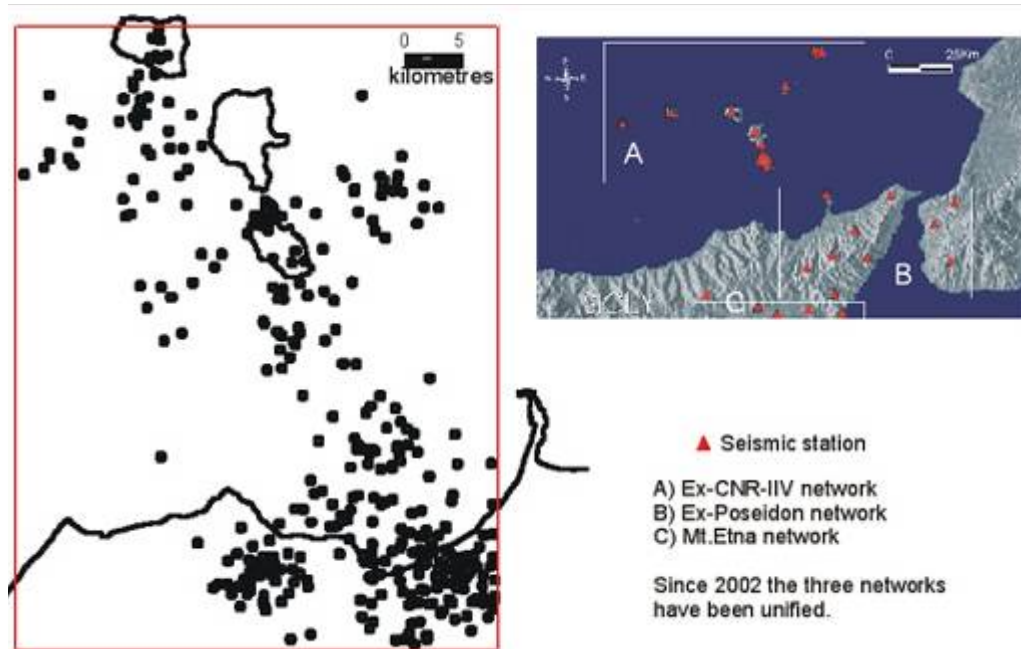 0 5
kilometres
25Km
A
B
C
Seismic station
A) Ex-CNR-IIV network
B) Ex-Poseidon network
C) Mt.Etna network
Since 2002 the three networks
have been unified.